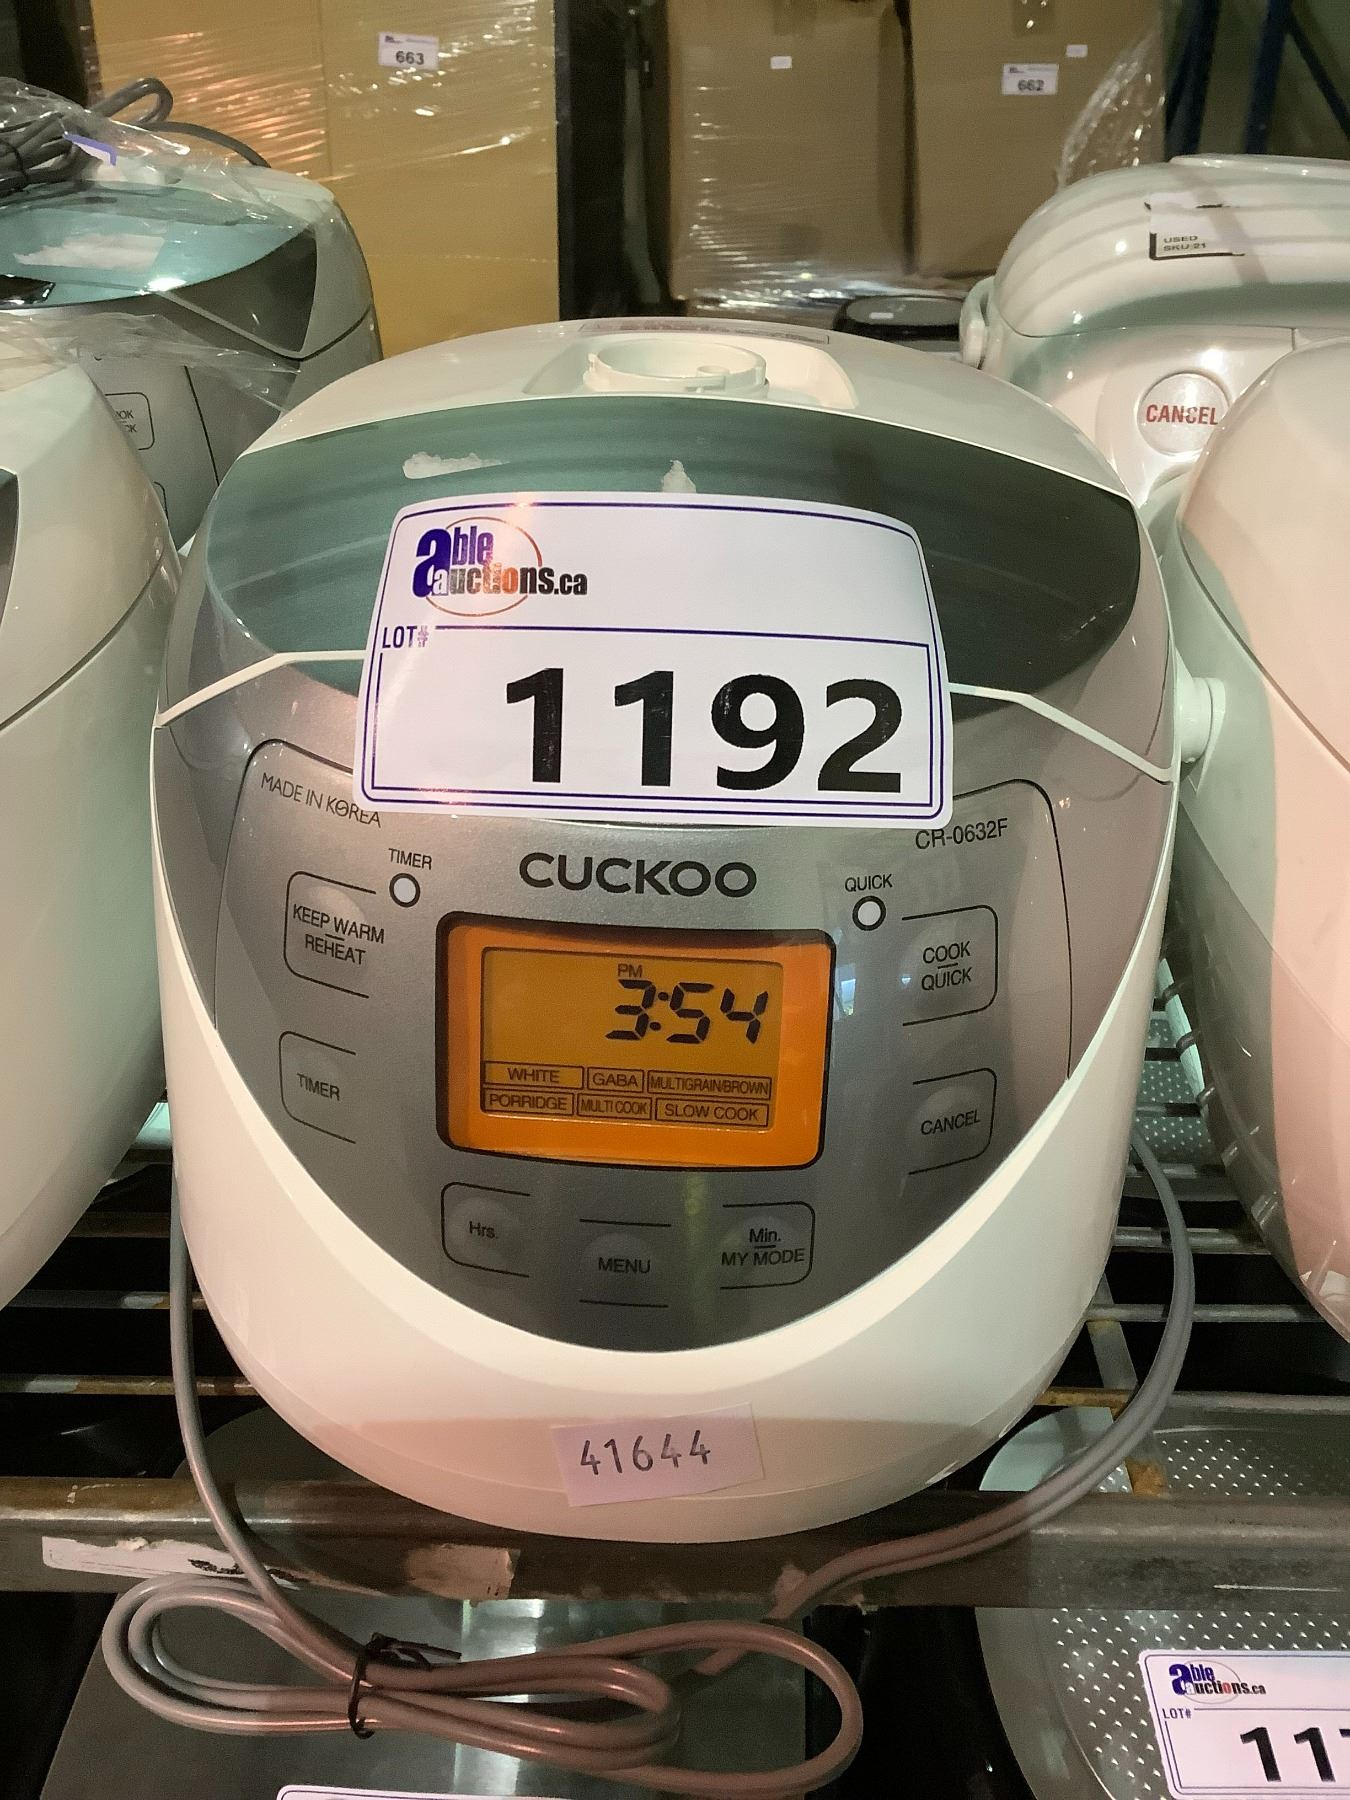 663
662
USED
SKU 21
CANCEL
able
auctions.ca
LOT#
1192
MADE IN KOREA
CR-0632F
CUCKOO
TIMER
QUICK
KEEP WARM
REHEAT
COOK
QUICK
PM
3:54
WHITE GABA MULTIGRAIN/BROWN
PORRIDGE MULTI COOK SLOW COOK
TIMER
CANCEL
Hrs.
MENU
Min.
MY MODE
41644
able
auctions.ca
LOT#